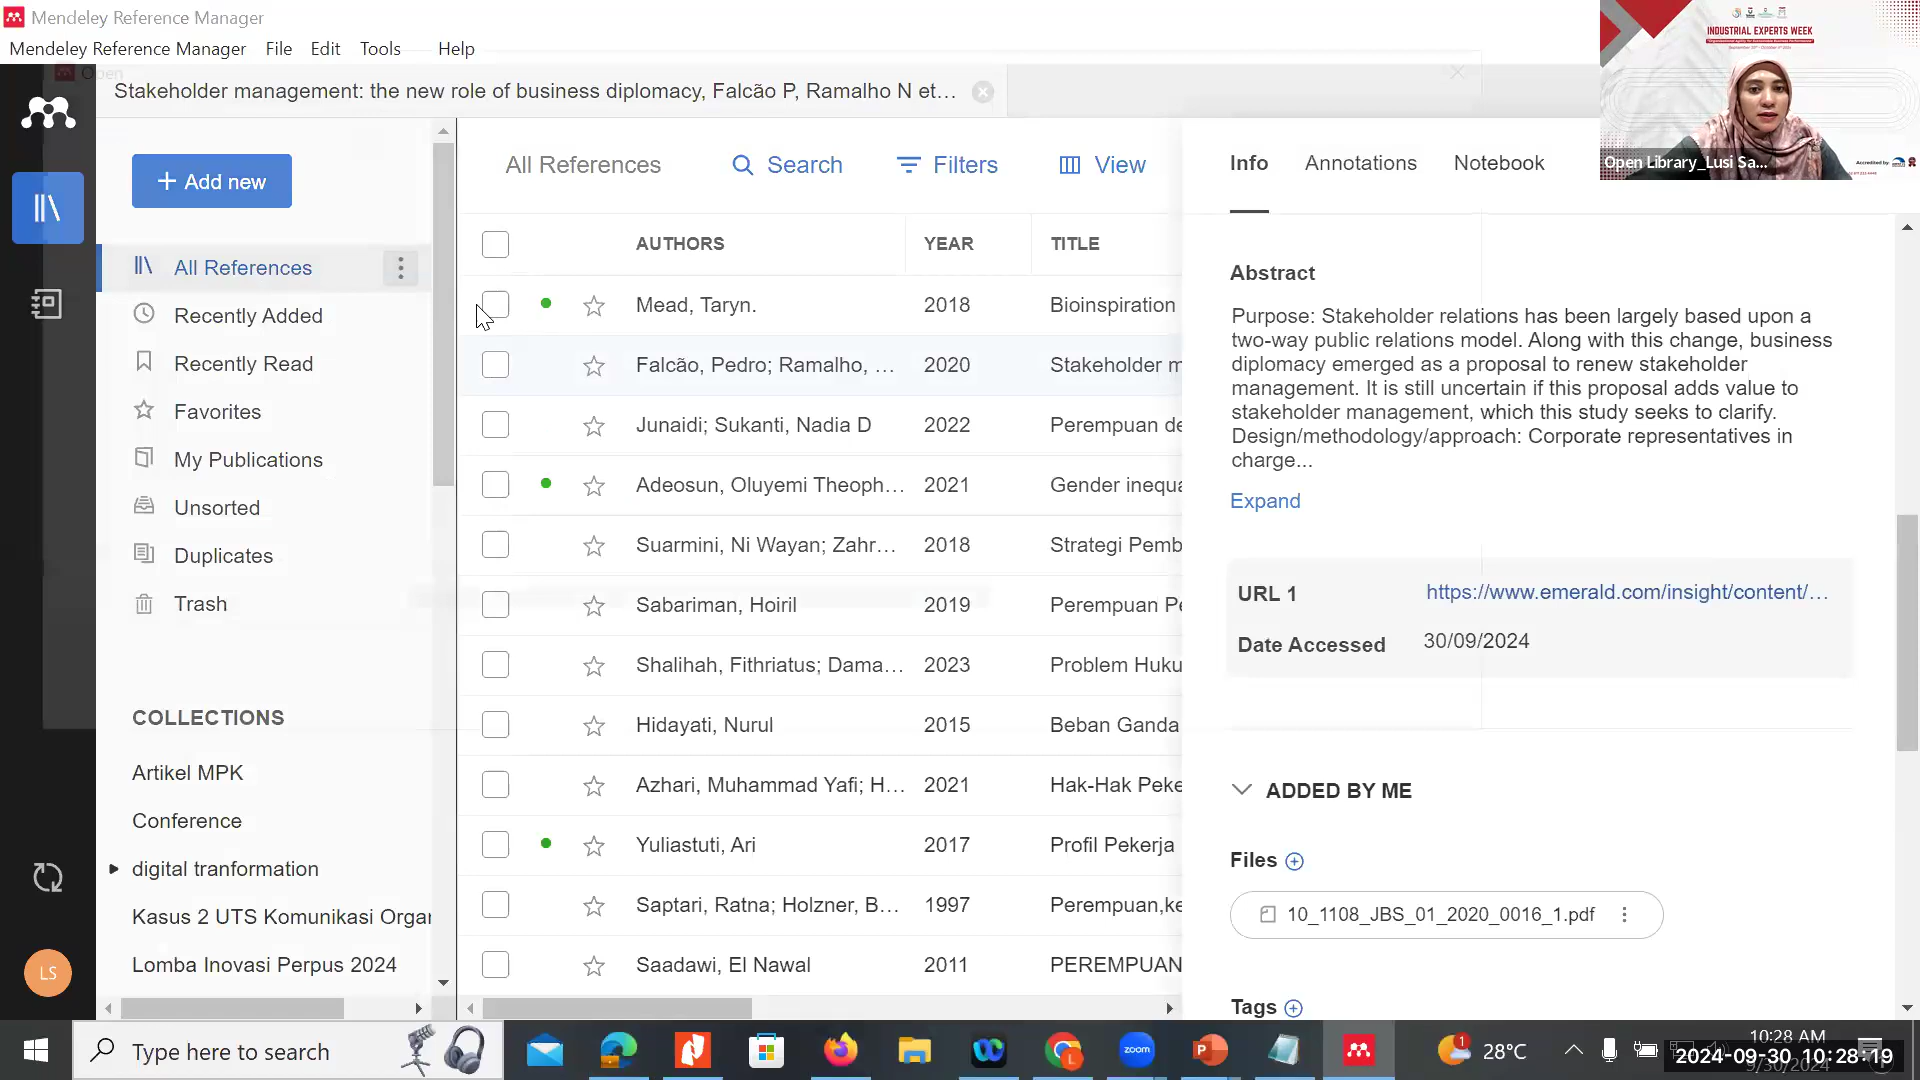 Mendeley Reference Manager
Mendeley Reference Manager File Edit Tools Help
Open
Stakeholder management: the new role of business diplomacy, Falcão P, Ramalho N et...
INDUSTRIAL EXPERTS WEEK
Open Library_Lusi Sa...
Accredited by
+ Add new
All References
Recently Added
Recently Read
Favorites
My Publications
Unsorted
Duplicates
Trash
COLLECTIONS
Artikel MPK
Conference
digital tranformation
Kasus 2 UTS Komunikasi Organ
Lomba Inovasi Perpus 2024
LS
All References Search Filters View
AUTHORS YEAR TITLE
Mead, Taryn. 2018 Bioinspiration
Falcão, Pedro; Ramalho, ... 2020 Stakeholder m
Junaidi; Sukanti, Nadia D 2022 Perempuan de
Adeosun, Oluyemi Theoph... 2021 Gender inequa
Suarmini, Ni Wayan; Zahr... 2018 Strategi Pemb
Sabariman, Hoiril 2019 Perempuan Pe
Shalihah, Fithriatus; Dama... 2023 Problem Huku
Hidayati, Nurul 2015 Beban Ganda
Azhari, Muhammad Yafi; H... 2021 Hak-Hak Peke
Yuliastuti, Ari 2017 Profil Pekerja
Saptari, Ratna; Holzner, B... 1997 Perempuan,ke
Saadawi, El Nawal 2011 PEREMPUAN
Info Annotations Notebook
Abstract
Purpose: Stakeholder relations has been largely based upon a
two-way public relations model. Along with this change, business
diplomacy emerged as a proposal to renew stakeholder
management. It is still uncertain if this proposal adds value to
stakeholder management, which this study seeks to clarify.
Design/methodology/approach: Corporate representatives in
charge...
Expand
URL 1 https://www.emerald.com/insight/content/...
Date Accessed 30/09/2024
ADDED BY ME
Files
10_1108_JBS_01_2020_0016_1.pdf
Tags
Type here to search
zoom
1
28°C
10:28 AM
2024-09-30 10:28:19
9/30/2024